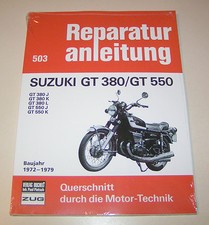 503
Reparatur
anleitung
SUZUKI GT 380/GT 550
GT 380 J
GT 380 K
GT 380 L
GT 550 J
GT 550 K
Baujahr
1972–1979
ZUG
Querschnitt
durch die Motor-Technik